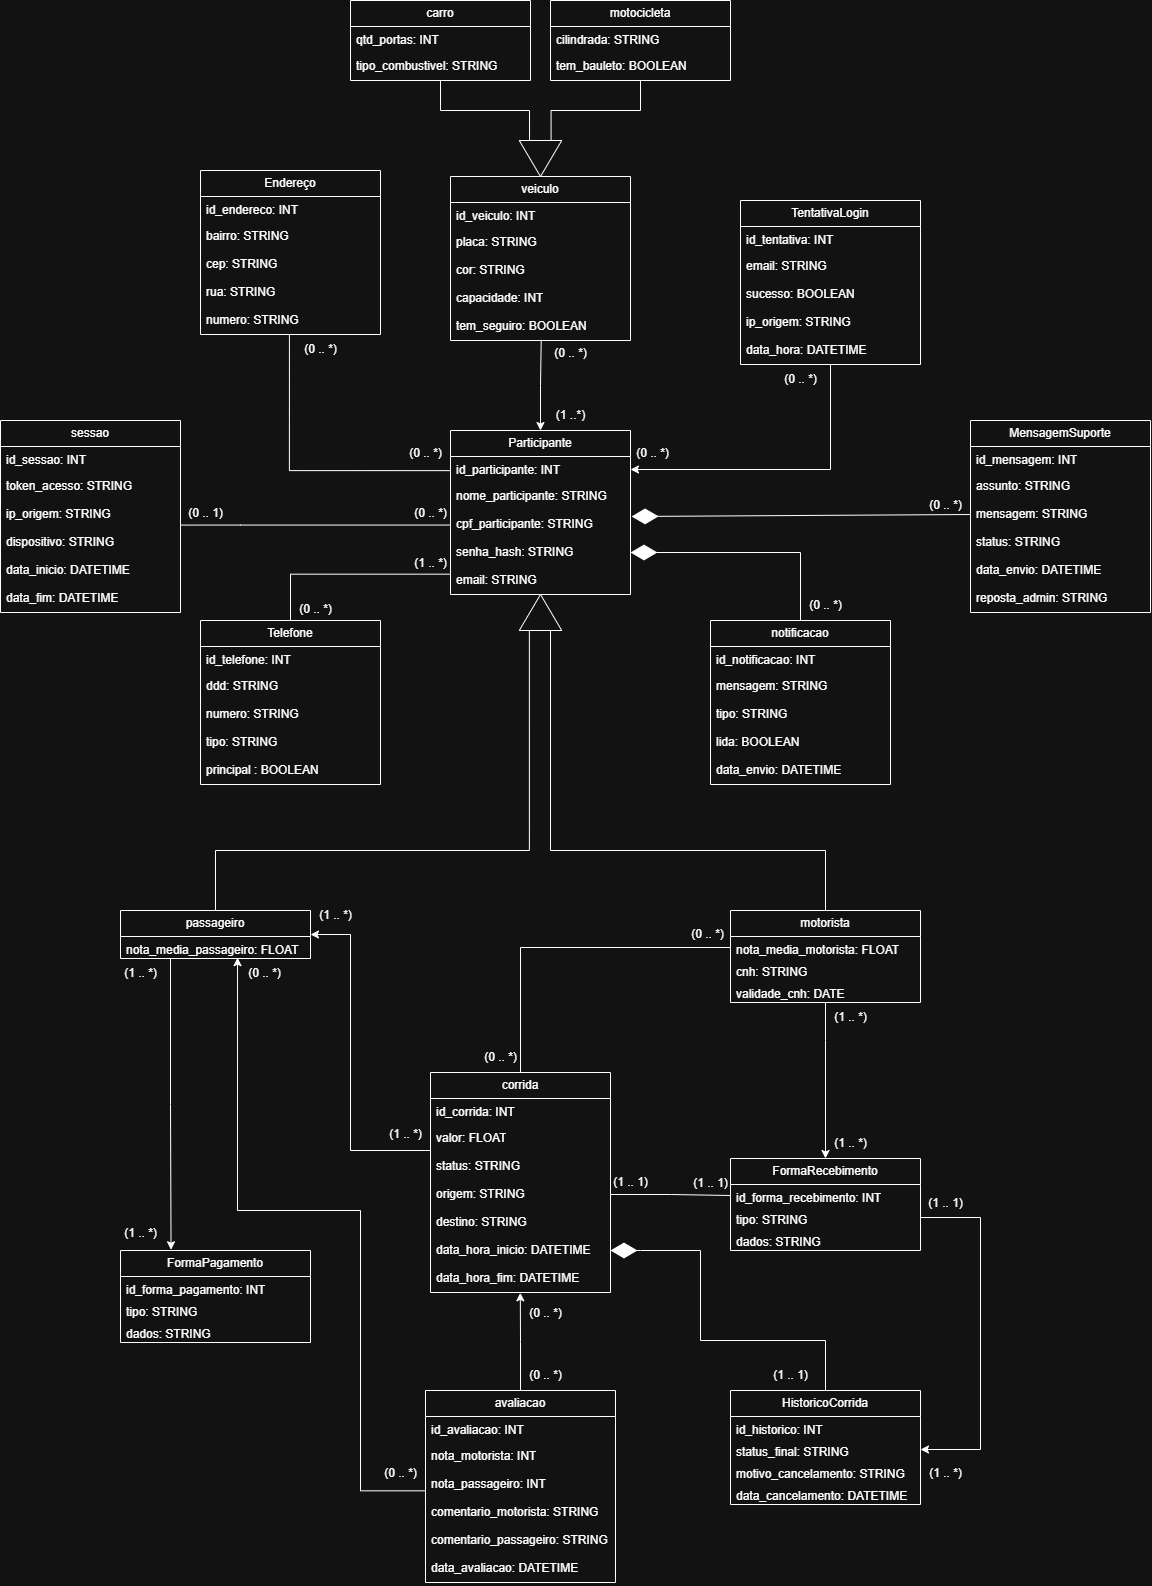 carro
qtd_portas: INT
tipo_combustivel: STRING
motocicleta
cilindrada: STRING
tem_bauleto: BOOLEAN
Endereço
id_endereco: INT
bairro: STRING
cep: STRING
rua: STRING
numero: STRING
(0 .. *)
veiculo
id_veiculo: INT
placa: STRING
cor: STRING
capacidade: INT
tem_seguiro: BOOLEAN
(0 .. *)
TentativaLogin
id_tentativa: INT
email: STRING
sucesso: BOOLEAN
ip_origem: STRING
data_hora: DATETIME
(0 .. *)
(1 ..*)
sessao
id_sessao: INT
token_acesso: STRING
ip_origem: STRING
dispositivo: STRING
data_inicio: DATETIME
data_fim: DATETIME
(0 .. 1)
(0 .. *)
(0 .. *)
(1 .. *)
Participante
id_participante: INT
nome_participante: STRING
cpf_participante: STRING
senha_hash: STRING
email: STRING
(0 .. *)
MensagemSuporte
id_mensagem: INT
assunto: STRING
mensagem: STRING
status: STRING
data_envio: DATETIME
reposta_admin: STRING
(0 .. *)
(0 .. *)
Telefone
id_telefone: INT
ddd: STRING
numero: STRING
tipo: STRING
principal : BOOLEAN
(0 .. *)
notificacao
id_notificacao: INT
mensagem: STRING
tipo: STRING
lida: BOOLEAN
data_envio: DATETIME
passageiro
nota_media_passageiro: FLOAT
(1 .. *)
(1 .. *)
(0 .. *)
motorista
nota_media_motorista: FLOAT
cnh: STRING
validade_cnh: DATE
(0 .. *)
(1 .. *)
(0 .. *)
corrida
id_corrida: INT
valor: FLOAT
status: STRING
origem: STRING
destino: STRING
data_hora_inicio: DATETIME
data_hora_fim: DATETIME
(1 .. *)
(1 .. 1)
(1 .. 1)
(1 .. *)
FormaRecebimento
id_forma_recebimento: INT
tipo: STRING
dados: STRING
(1 .. 1)
(1 .. *)
FormaPagamento
id_forma_pagamento: INT
tipo: STRING
dados: STRING
(0 .. *)
(0 .. *)
avaliacao
id_avaliacao: INT
nota_motorista: INT
nota_passageiro: INT
comentario_motorista: STRING
comentario_passageiro: STRING
data_avaliacao: DATETIME
(0 .. *)
(1 .. 1)
HistoricoCorrida
id_historico: INT
status_final: STRING
motivo_cancelamento: STRING
data_cancelamento: DATETIME
(1 .. *)